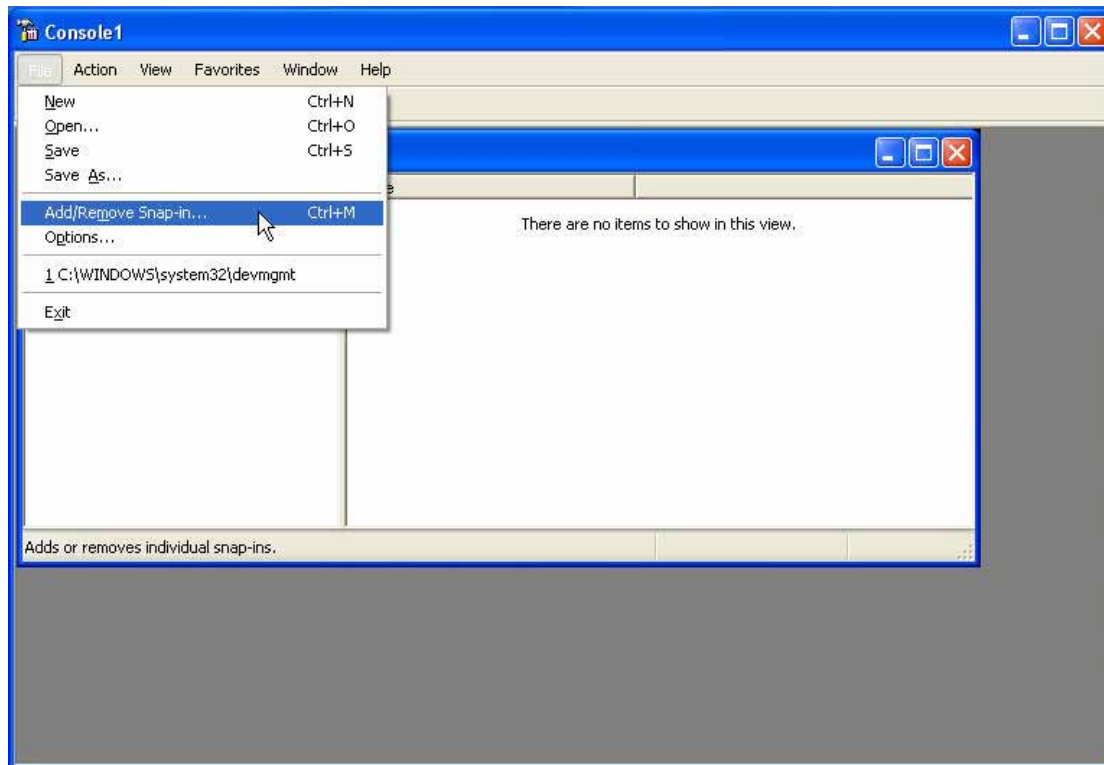 Console1
File Action View Favorites Window Help
New Ctrl+N
Open... Ctrl+O
Save Ctrl+S
Save As...
Add/Remove Snap-in... Ctrl+M
Options...
1 C:\WINDOWS\system32\devmgmt
Exit
There are no items to show in this view.
Adds or removes individual snap-ins.